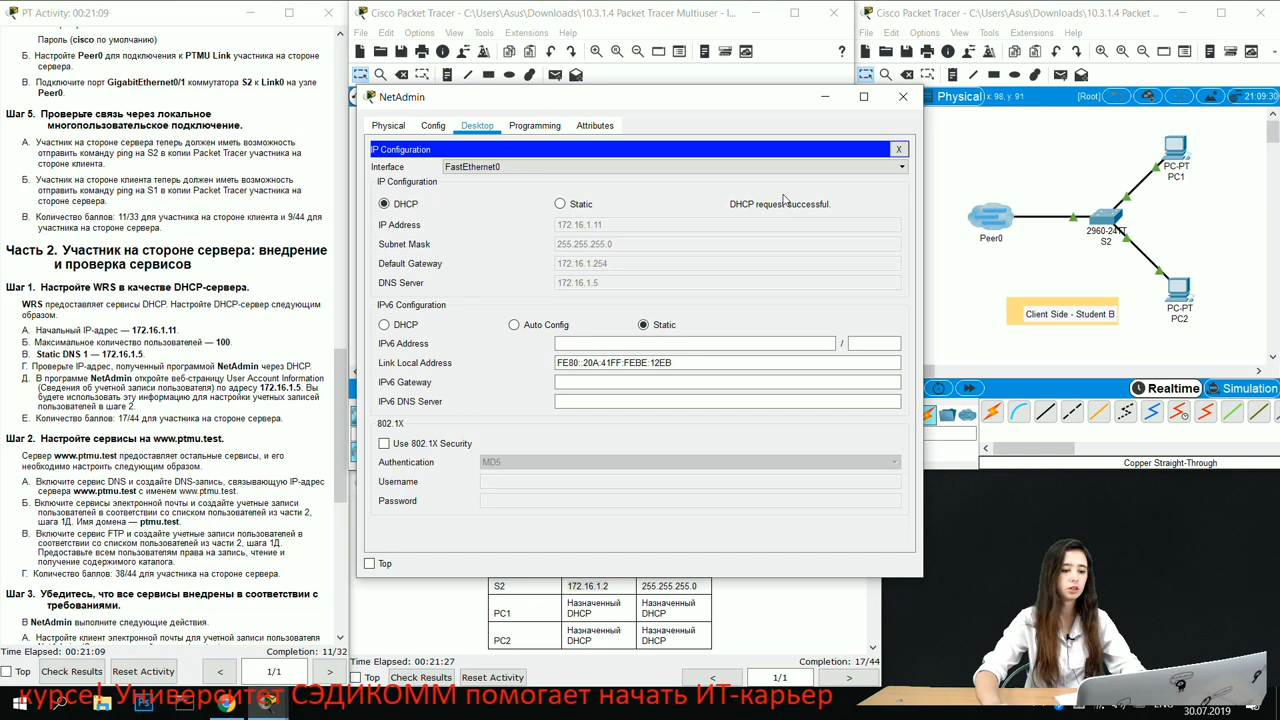 PT Activity: 00:21:09
Пароль (cisco по умолчанию)
Б. Настройте Peer0 для подключения к PTMU Link участника на стороне
сервера.
В. Подключите порт GigabitEthernet0/1 коммутатора S2 к Link0 на узле
Peer0.
Шаг 5. Проверьте связь через локальное
многопользовательское подключение.
А. Участник на стороне сервера теперь должен иметь возможность
отправить команду ping на S2 в копии Packet Tracer участника на
стороне клиента.
Б. Участник на стороне клиента теперь должен иметь возможность
отправить команду ping на S1 в копии Packet Tracer участника на
стороне сервера.
В. Количество баллов: 11/33 для участника на стороне клиента и 9/44 для
участника на стороне сервера.
Часть 2. Участник на стороне сервера: внедрение
и проверка сервисов
Шаг 1. Настройте WRS в качестве DHCP-сервера.
WRS предоставляет сервисы DHCP. Настройте DHCP-сервер следующим
образом.
А. Начальный IP-адрес — 172.16.1.11.
Б. Максимальное количество пользователей — 100.
В. Static DNS 1 — 172.16.1.5.
Г. Проверьте IP-адрес, полученный программой NetAdmin через DHCP.
Д. В программе NetAdmin откройте веб-страницу User Account Information
(Сведения об учетной записи пользователя) по адресу 172.16.1.5. Вы
будете использовать эту информацию для настройки учетных записей
пользователей в шаге 2.
Е. Количество баллов: 17/44 для участника на стороне сервера.
Шаг 2. Настройте сервисы на www.ptmu.test.
Сервер www.ptmu.test предоставляет остальные сервисы, и его
необходимо настроить следующим образом.
А. Включите сервис DNS и создайте DNS-запись, связывающую IP-адрес
сервера www.ptmu.test с именем www.ptmu.test.
Б. Включите сервисы электронной почты и создайте учетные записи
пользователей в соответствии со списком пользователей из части 2,
шага 1Д. Имя домена — ptmu.test.
В. Включите сервис FTP и создайте учетные записи пользователей в
соответствии со списком пользователей из части 2, шага 1Д.
Предоставьте всем пользователям права на запись, чтение и
получение содержимого каталога.
Г. Количество баллов: 38/44 для участника на стороне сервера.
Шаг 3. Убедитесь, что все сервисы внедрены в соответствии с
требованиями.
В NetAdmin выполните следующие действия.
А. Настройте клиент электронной почты для учетной записи пользователя
Time Elapsed: 00:21:09 Completion: 11/32
Top Check Results Reset Activity < 1/1 >
Cisco Packet Tracer - C:\Users\Asus\Downloads\10.3.1.4 Packet Tracer Multiuser - I...
File Edit Options View Tools Extensions Help
NetAdmin
Physical Config Desktop Programming Attributes
IP Configuration X
Interface FastEthernet0
IP Configuration
DHCP Static DHCP request successful.
IP Address 172.16.1.11
Subnet Mask 255.255.255.0
Default Gateway 172.16.1.254
DNS Server 172.16.1.5
IPv6 Configuration
DHCP Auto Config Static
IPv6 Address /
Link Local Address FE80::20A:41FF:FEBE:12EB
IPv6 Gateway
IPv6 DNS Server
802.1X
Use 802.1X Security
Authentication MD5
Username
Password
Top
S2 172.16.1.2 255.255.255.0
PC1 Назначенный DHCP Назначенный DHCP
PC2 Назначенный DHCP Назначенный DHCP
Time Elapsed: 00:21:27 Completion: 17/44
Top Check Results Reset Activity < 1/1 >
Cisco Packet Tracer - C:\Users\Asus\Downloads\10.3.1.4 Packet ...
File Edit Options View Tools Extensions Help
Physical x: 98, y: 91 [Root] 21:09:30
PC-PT
PC1
Peer0
2960-24TT
S2
PC-PT
PC2
Client Side - Student B
Realtime Simulation
Copper Straight-Through
курсе! Университет СЭДИКОММ помогает начать ИТ-карьер
30.07.2019